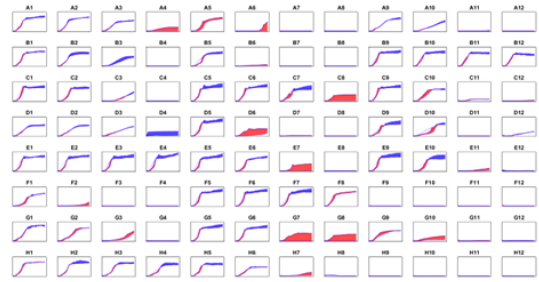 A1 A2 A3 A4 A5 A6 A7 A8 A9 A10 A11 A12
B1 B2 B3 B4 B5 B6 B7 B8 B9 B10 B11 B12
C1 C2 C3 C4 C5 C6 C7 C8 C9 C10 C11 C12
D1 D2 D3 D4 D5 D6 D7 D8 D9 D10 D11 D12
E1 E2 E3 E4 E5 E6 E7 E8 E9 E10 E11 E12
F1 F2 F3 F4 F5 F6 F7 F8 F9 F10 F11 F12
G1 G2 G3 G4 G5 G6 G7 G8 G9 G10 G11 G12
H1 H2 H3 H4 H5 H6 H7 H8 H9 H10 H11 H12